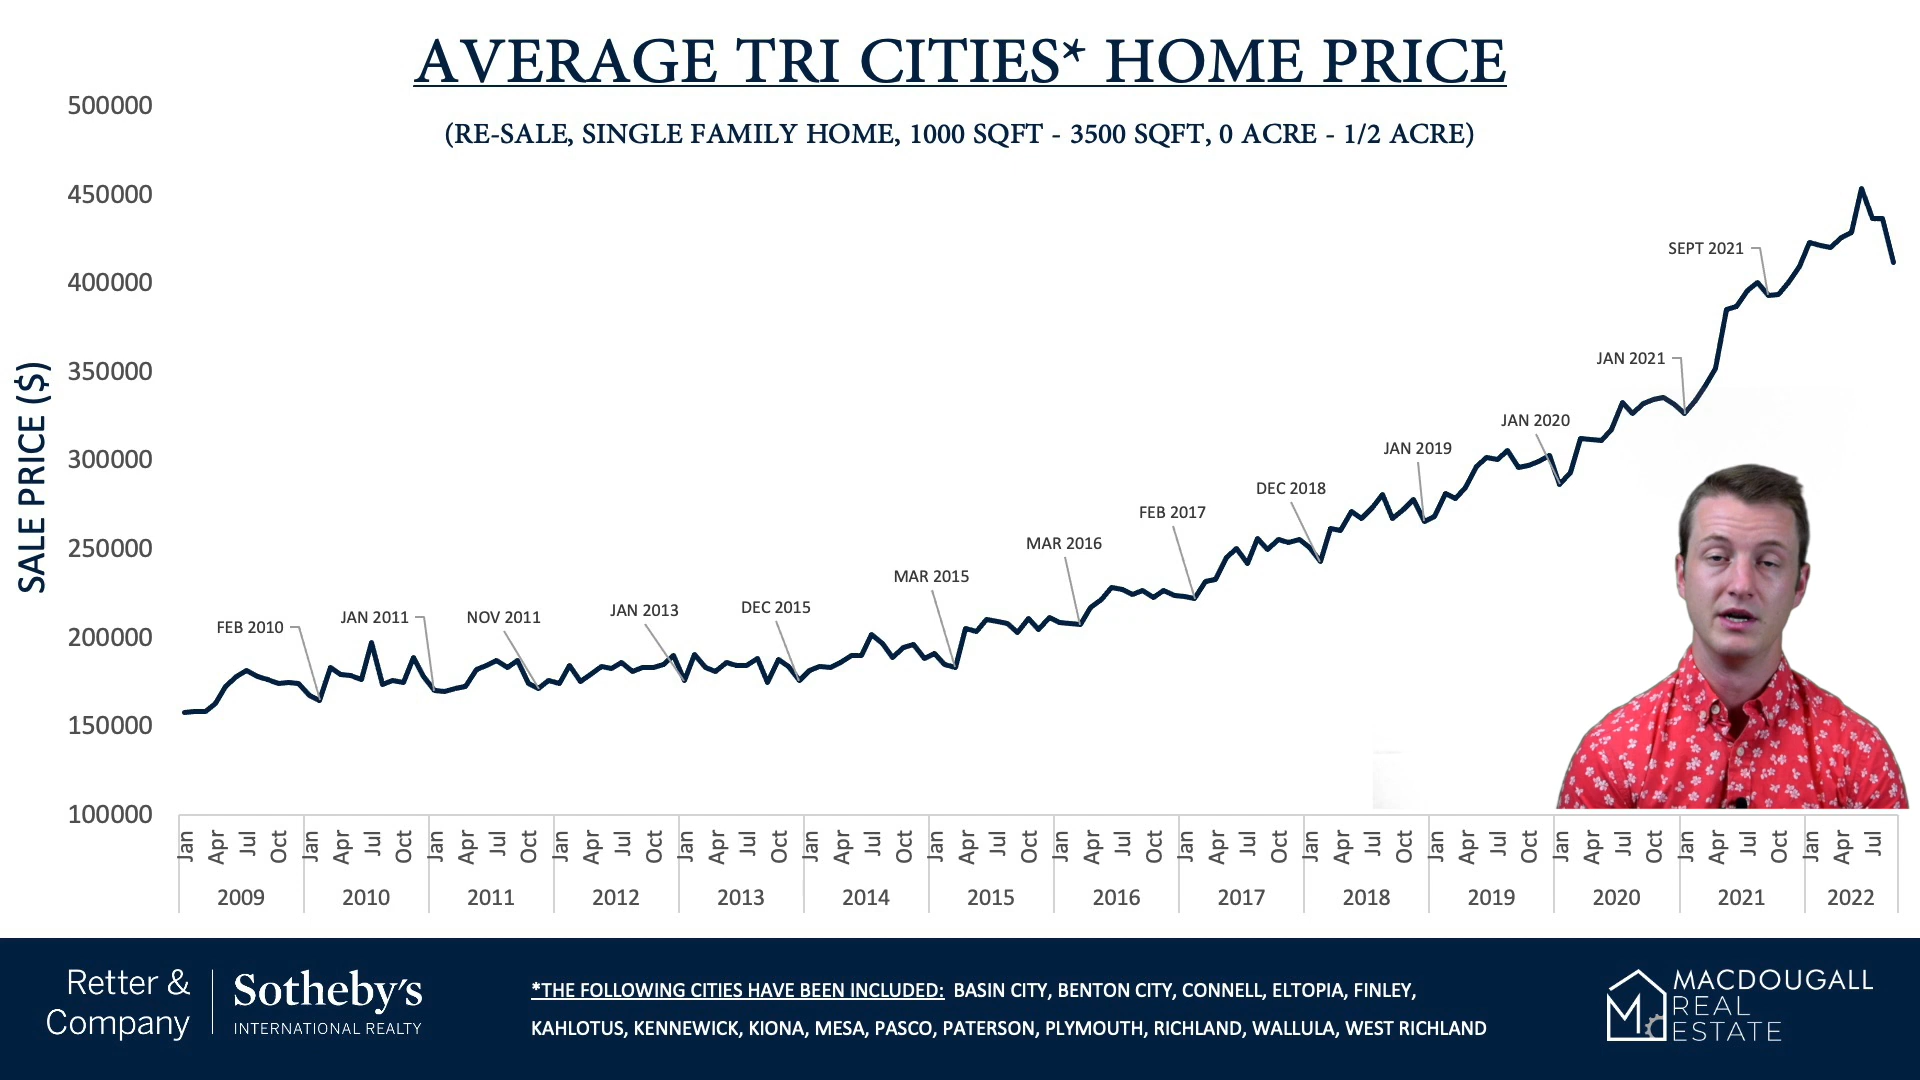 AVERAGE TRI CITIES* HOME PRICE
(RE-SALE, SINGLE FAMILY HOME, 1000 SQFT - 3500 SQFT, 0 ACRE - 1/2 ACRE)
500000
450000
400000
350000
300000
250000
200000
150000
100000
SALE PRICE ($)
FEB 2010
JAN 2011
NOV 2011
JAN 2013
DEC 2015
MAR 2015
MAR 2016
FEB 2017
DEC 2018
JAN 2019
JAN 2020
JAN 2021
SEPT 2021
Jan Apr Jul Oct Jan Apr Jul Oct Jan Apr Jul Oct Jan Apr Jul Oct Jan Apr Jul Oct Jan Apr Jul Oct Jan Apr Jul Oct Jan Apr Jul Oct Jan Apr Jul Oct Jan Apr Jul Oct Jan Apr Jul Oct Jan Apr Jul Oct Jan Apr Jul Oct Jan Apr Jul
2009 2010 2011 2012 2013 2014 2015 2016 2017 2018 2019 2020 2021 2022
Retter &
Company
Sotheby's
INTERNATIONAL REALTY
*THE FOLLOWING CITIES HAVE BEEN INCLUDED: BASIN CITY, BENTON CITY, CONNELL, ELTOPIA, FINLEY,
KAHLOTUS, KENNEWICK, KIONA, MESA, PASCO, PATERSON, PLYMOUTH, RICHLAND, WALLULA, WEST RICHLAND
MACDOUGALL
REAL
ESTATE